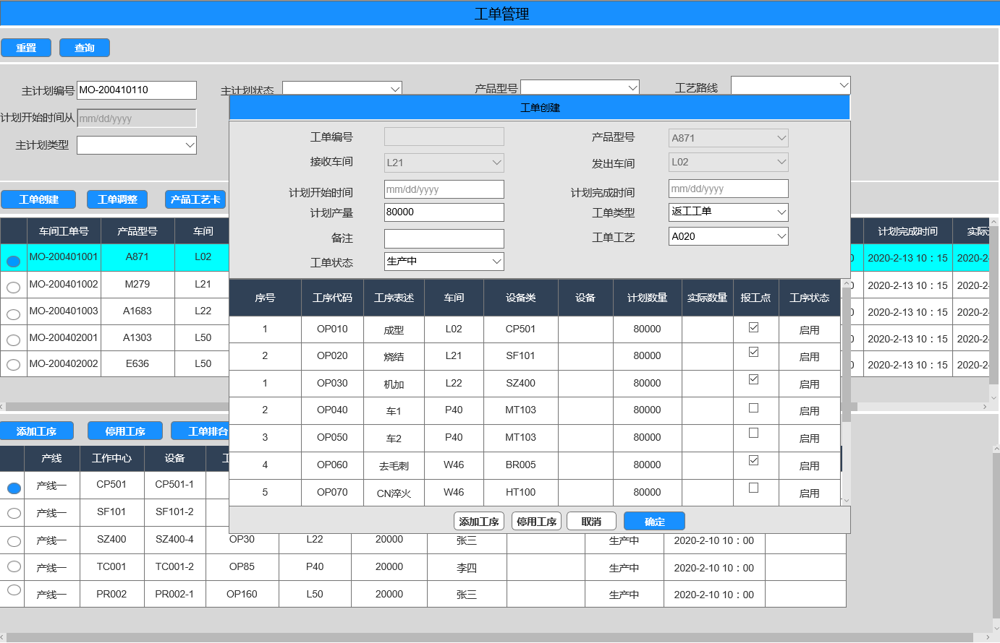 工单管理
重置 查询
主计划编号 MO-200410110 主计划状态 产品型号 工艺路线
计划开始时间从 mm/dd/yyyy
主计划类型
工单创建
工单编号 产品型号 A871
接收车间 L21 发出车间 L02
计划开始时间 mm/dd/yyyy 计划完成时间 mm/dd/yyyy
计划产量 80000 工单类型 返工工单
备注 工单工艺 A020
工单状态 生产中
工单创建 工单调整 产品工艺卡
车间工单号 产品型号 车间 计划完成时间 实际
MO-200401001 A871 L02 0 2020-2-13 10：15 2020-2-
MO-200401002 M279 L21 0 2020-2-13 10：15 2020-2-
MO-200401003 A1683 L22 0 2020-2-13 10：15 2020-2-
MO-200402001 A1303 L50 0 2020-2-13 10：15 2020-2-
MO-200402002 E636 L50 0 2020-2-13 10：15 2020-2-
序号 工序代码 工序表述 车间 设备类 设备 计划数量 实际数量 报工点 工序状态
1 OP010 成型 L02 CP501 80000 启用
2 OP020 烧结 L21 SF101 80000 启用
1 OP030 机加 L22 SZ400 80000 启用
2 OP040 车1 P40 MT103 80000 启用
3 OP050 车2 P40 MT103 80000 启用
4 OP060 去毛刺 W46 BR005 80000 启用
5 OP070 CN淬火 W46 HT100 80000 启用
添加工序 停用工序 取消 确定
添加工序 停用工序 工单排台
产线 工作中心 设备 工
产线一 CP501 CP501-1
产线一 SF101 SF101-2
产线一 SZ400 SZ400-4 OP30 L22 20000 张三 生产中 2020-2-10 10：00
产线一 TC001 TC001-2 OP85 P40 20000 李四 生产中 2020-2-10 10：00
产线一 PR002 PR002-1 OP160 L50 20000 张三 生产中 2020-2-10 10：00